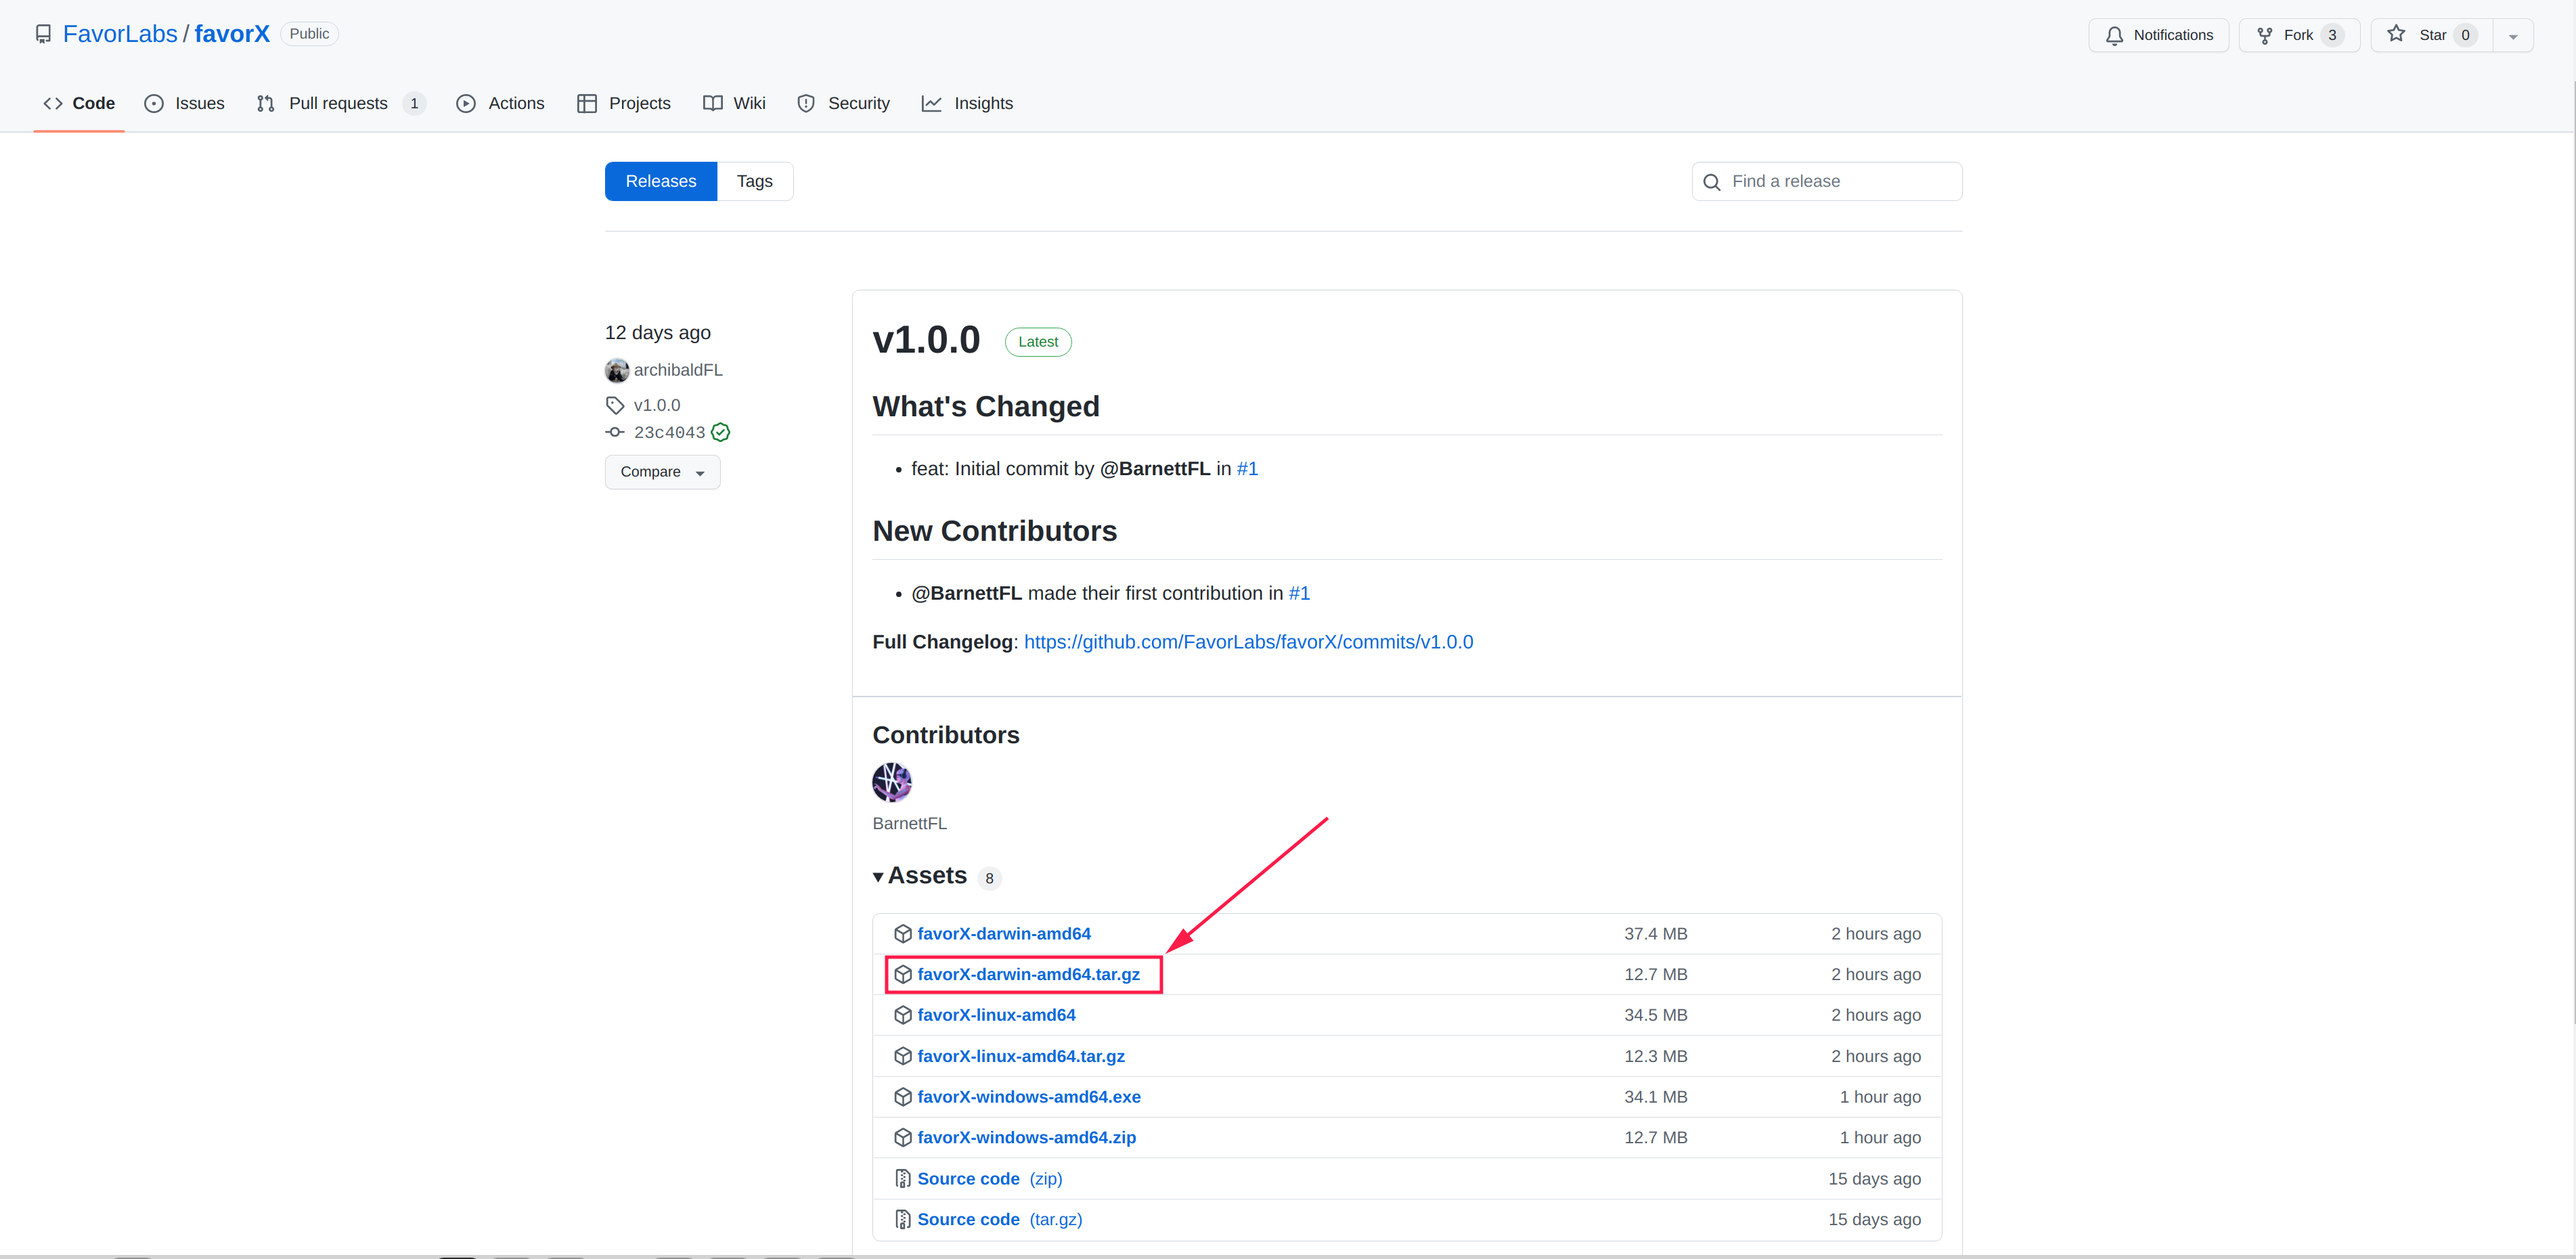 FavorLabs / favorX Public
Notifications Fork 3 Star 0
Code Issues Pull requests 1 Actions Projects Wiki Security Insights
Releases Tags
Find a release
12 days ago
archibaldFL
v1.0.0
23c4043
Compare
v1.0.0 Latest
What's Changed
• feat: Initial commit by @BarnettFL in #1
New Contributors
• @BarnettFL made their first contribution in #1
Full Changelog: https://github.com/FavorLabs/favorX/commits/v1.0.0
Contributors
BarnettFL
Assets 8
favorX-darwin-amd64 37.4 MB 2 hours ago
favorX-darwin-amd64.tar.gz 12.7 MB 2 hours ago
favorX-linux-amd64 34.5 MB 2 hours ago
favorX-linux-amd64.tar.gz 12.3 MB 2 hours ago
favorX-windows-amd64.exe 34.1 MB 1 hour ago
favorX-windows-amd64.zip 12.7 MB 1 hour ago
Source code (zip) 15 days ago
Source code (tar.gz) 15 days ago